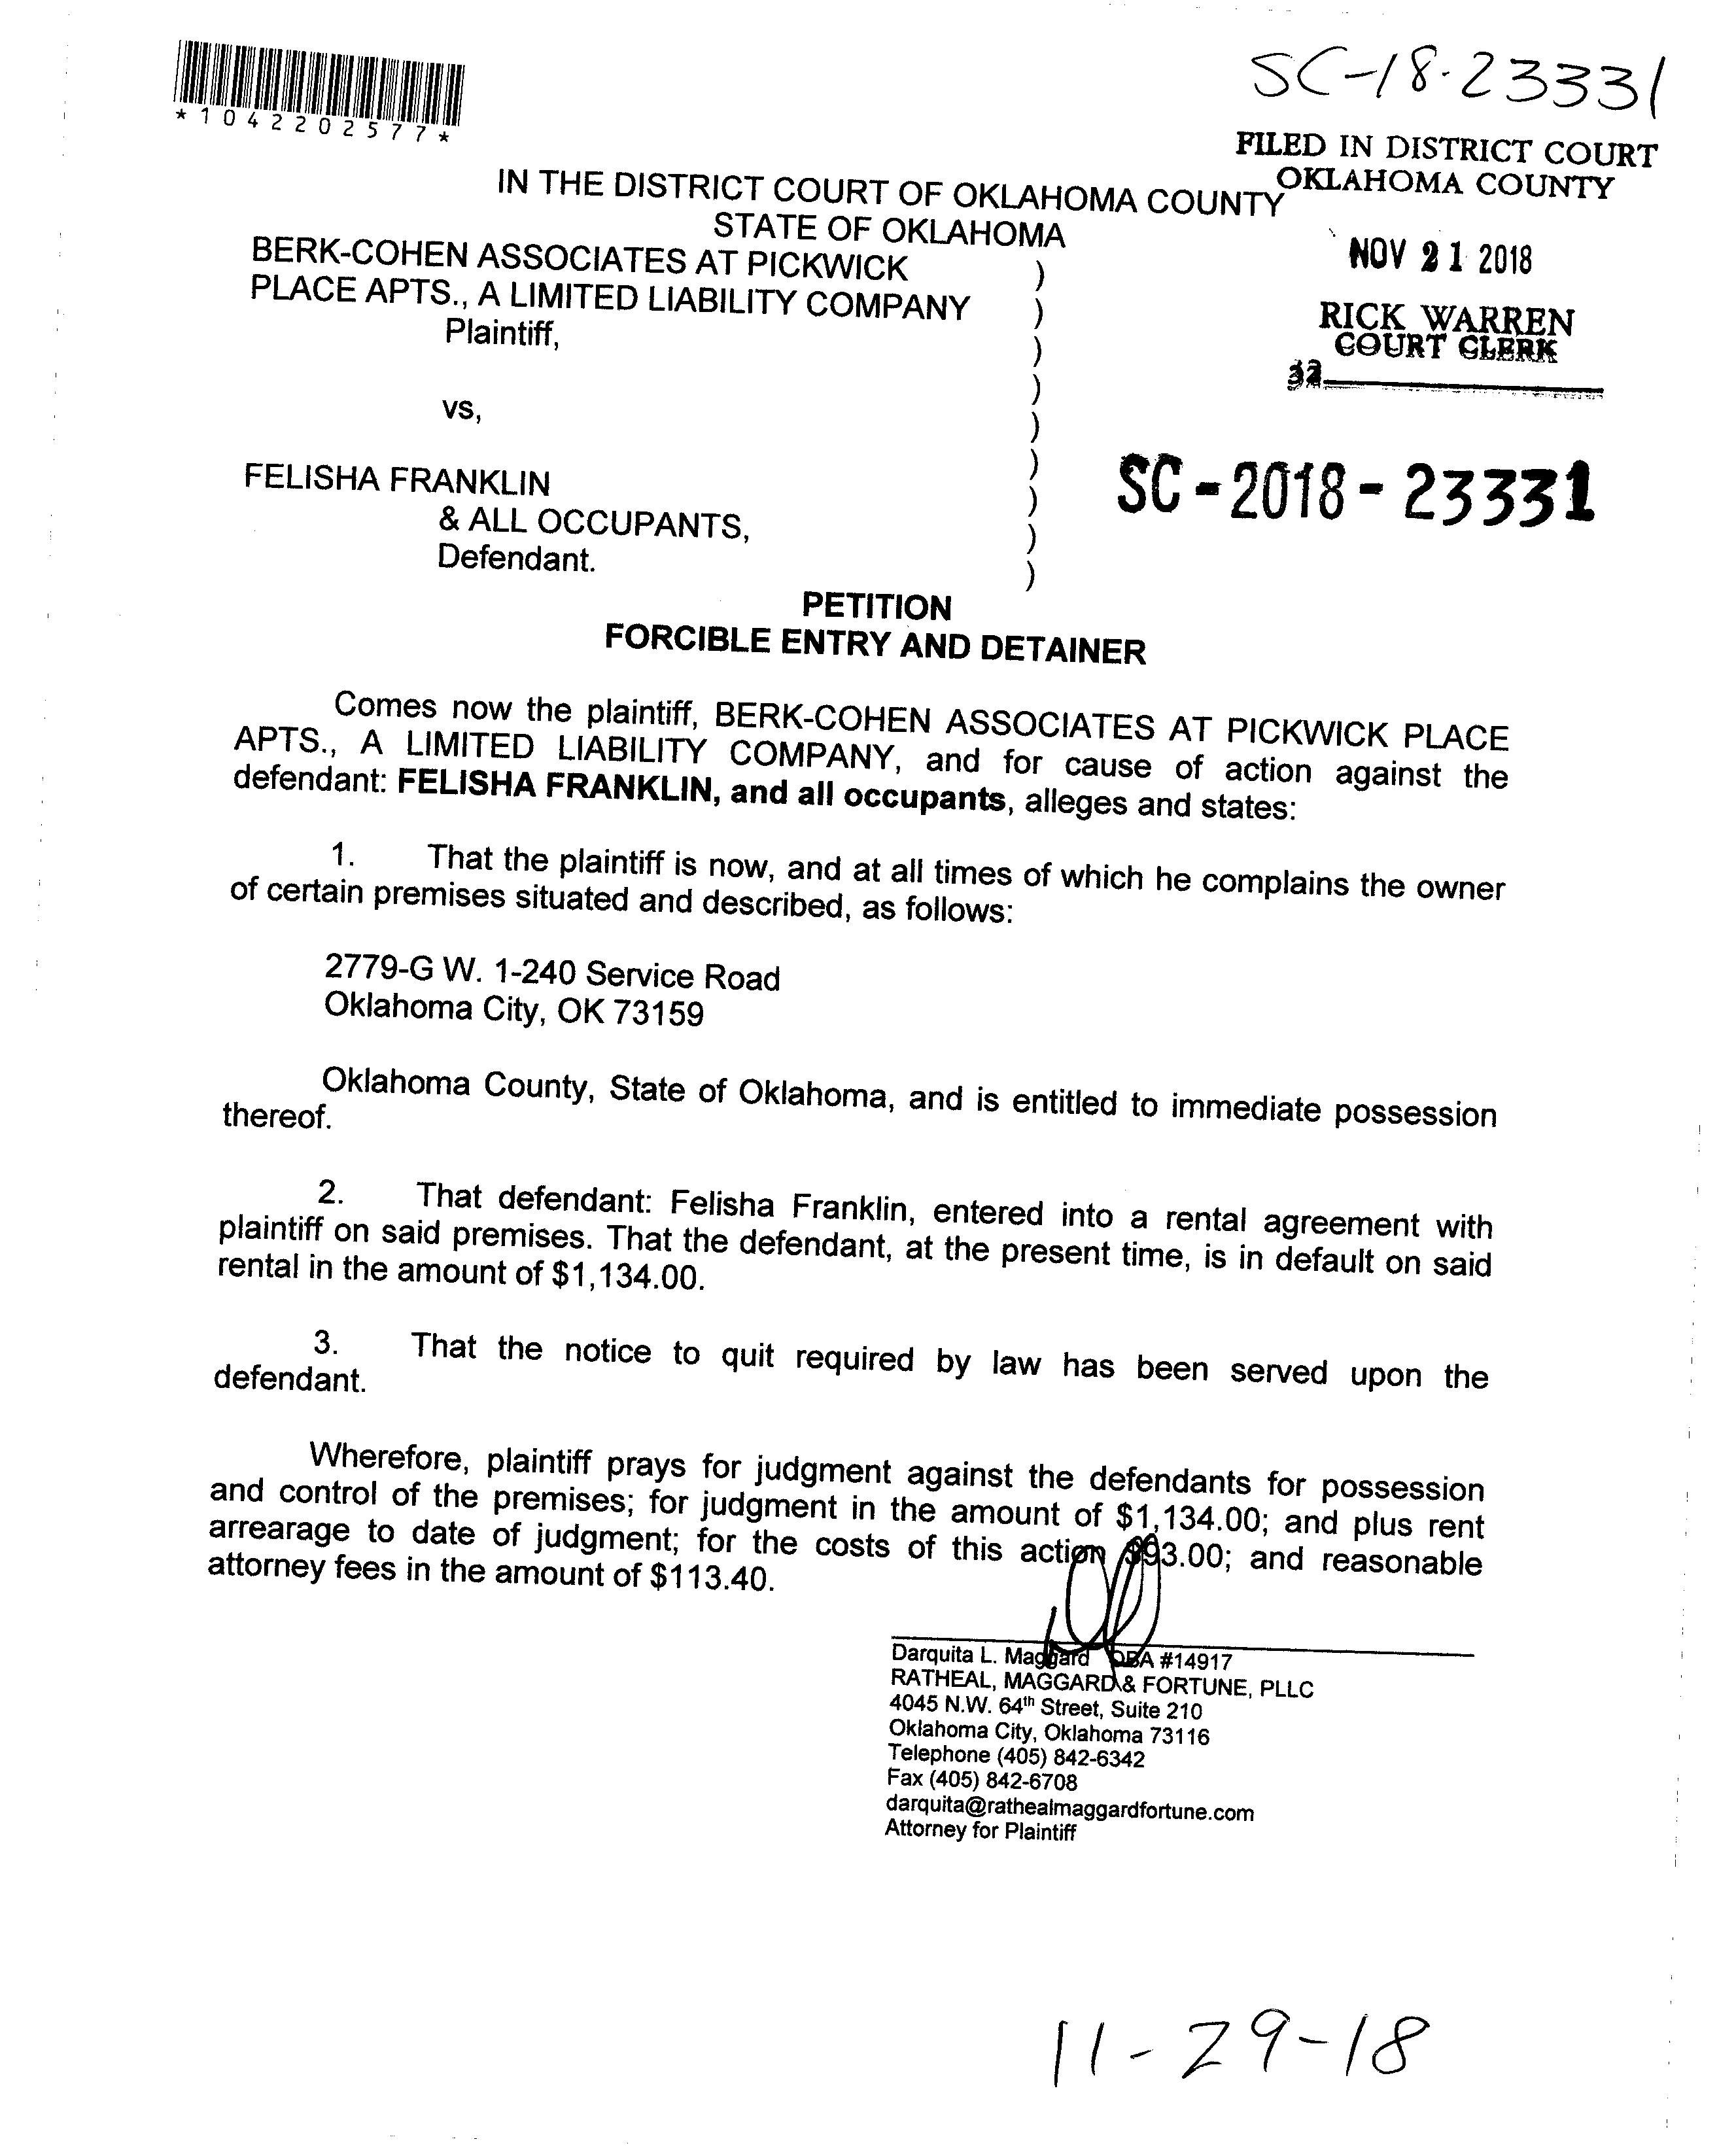 SC-18-23331
*1042202577*
FILED IN DISTRICT COURT
OKLAHOMA COUNTY
IN THE DISTRICT COURT OF OKLAHOMA COUNTY
STATE OF OKLAHOMA
NOV 21 2018
RICK WARREN
COURT CLERK
32
BERK-COHEN ASSOCIATES AT PICKWICK )
PLACE APTS., A LIMITED LIABILITY COMPANY )
Plaintiff, )
)
vs, )
)
FELISHA FRANKLIN )
& ALL OCCUPANTS, )
Defendant. )
SC-2018-23331
PETITION
FORCIBLE ENTRY AND DETAINER
Comes now the plaintiff, BERK-COHEN ASSOCIATES AT PICKWICK PLACE
APTS., A LIMITED LIABILITY COMPANY, and for cause of action against the
defendant: FELISHA FRANKLIN, and all occupants, alleges and states:
1. That the plaintiff is now, and at all times of which he complains the owner
of certain premises situated and described, as follows:
2779-G W. 1-240 Service Road
Oklahoma City, OK 73159
Oklahoma County, State of Oklahoma, and is entitled to immediate possession
thereof.
2. That defendant: Felisha Franklin, entered into a rental agreement with
plaintiff on said premises. That the defendant, at the present time, is in default on said
rental in the amount of $1,134.00.
3. That the notice to quit required by law has been served upon the
defendant.
Wherefore, plaintiff prays for judgment against the defendants for possession
and control of the premises; for judgment in the amount of $1,134.00; and plus rent
arrearage to date of judgment; for the costs of this action $93.00; and reasonable
attorney fees in the amount of $113.40.
Darquita L. Maggard OBA #14917
RATHEAL, MAGGARD & FORTUNE, PLLC
4045 N.W. 64th Street, Suite 210
Oklahoma City, Oklahoma 73116
Telephone (405) 842-6342
Fax (405) 842-6708
darquita@rathealmaggardfortune.com
Attorney for Plaintiff
11-29-18